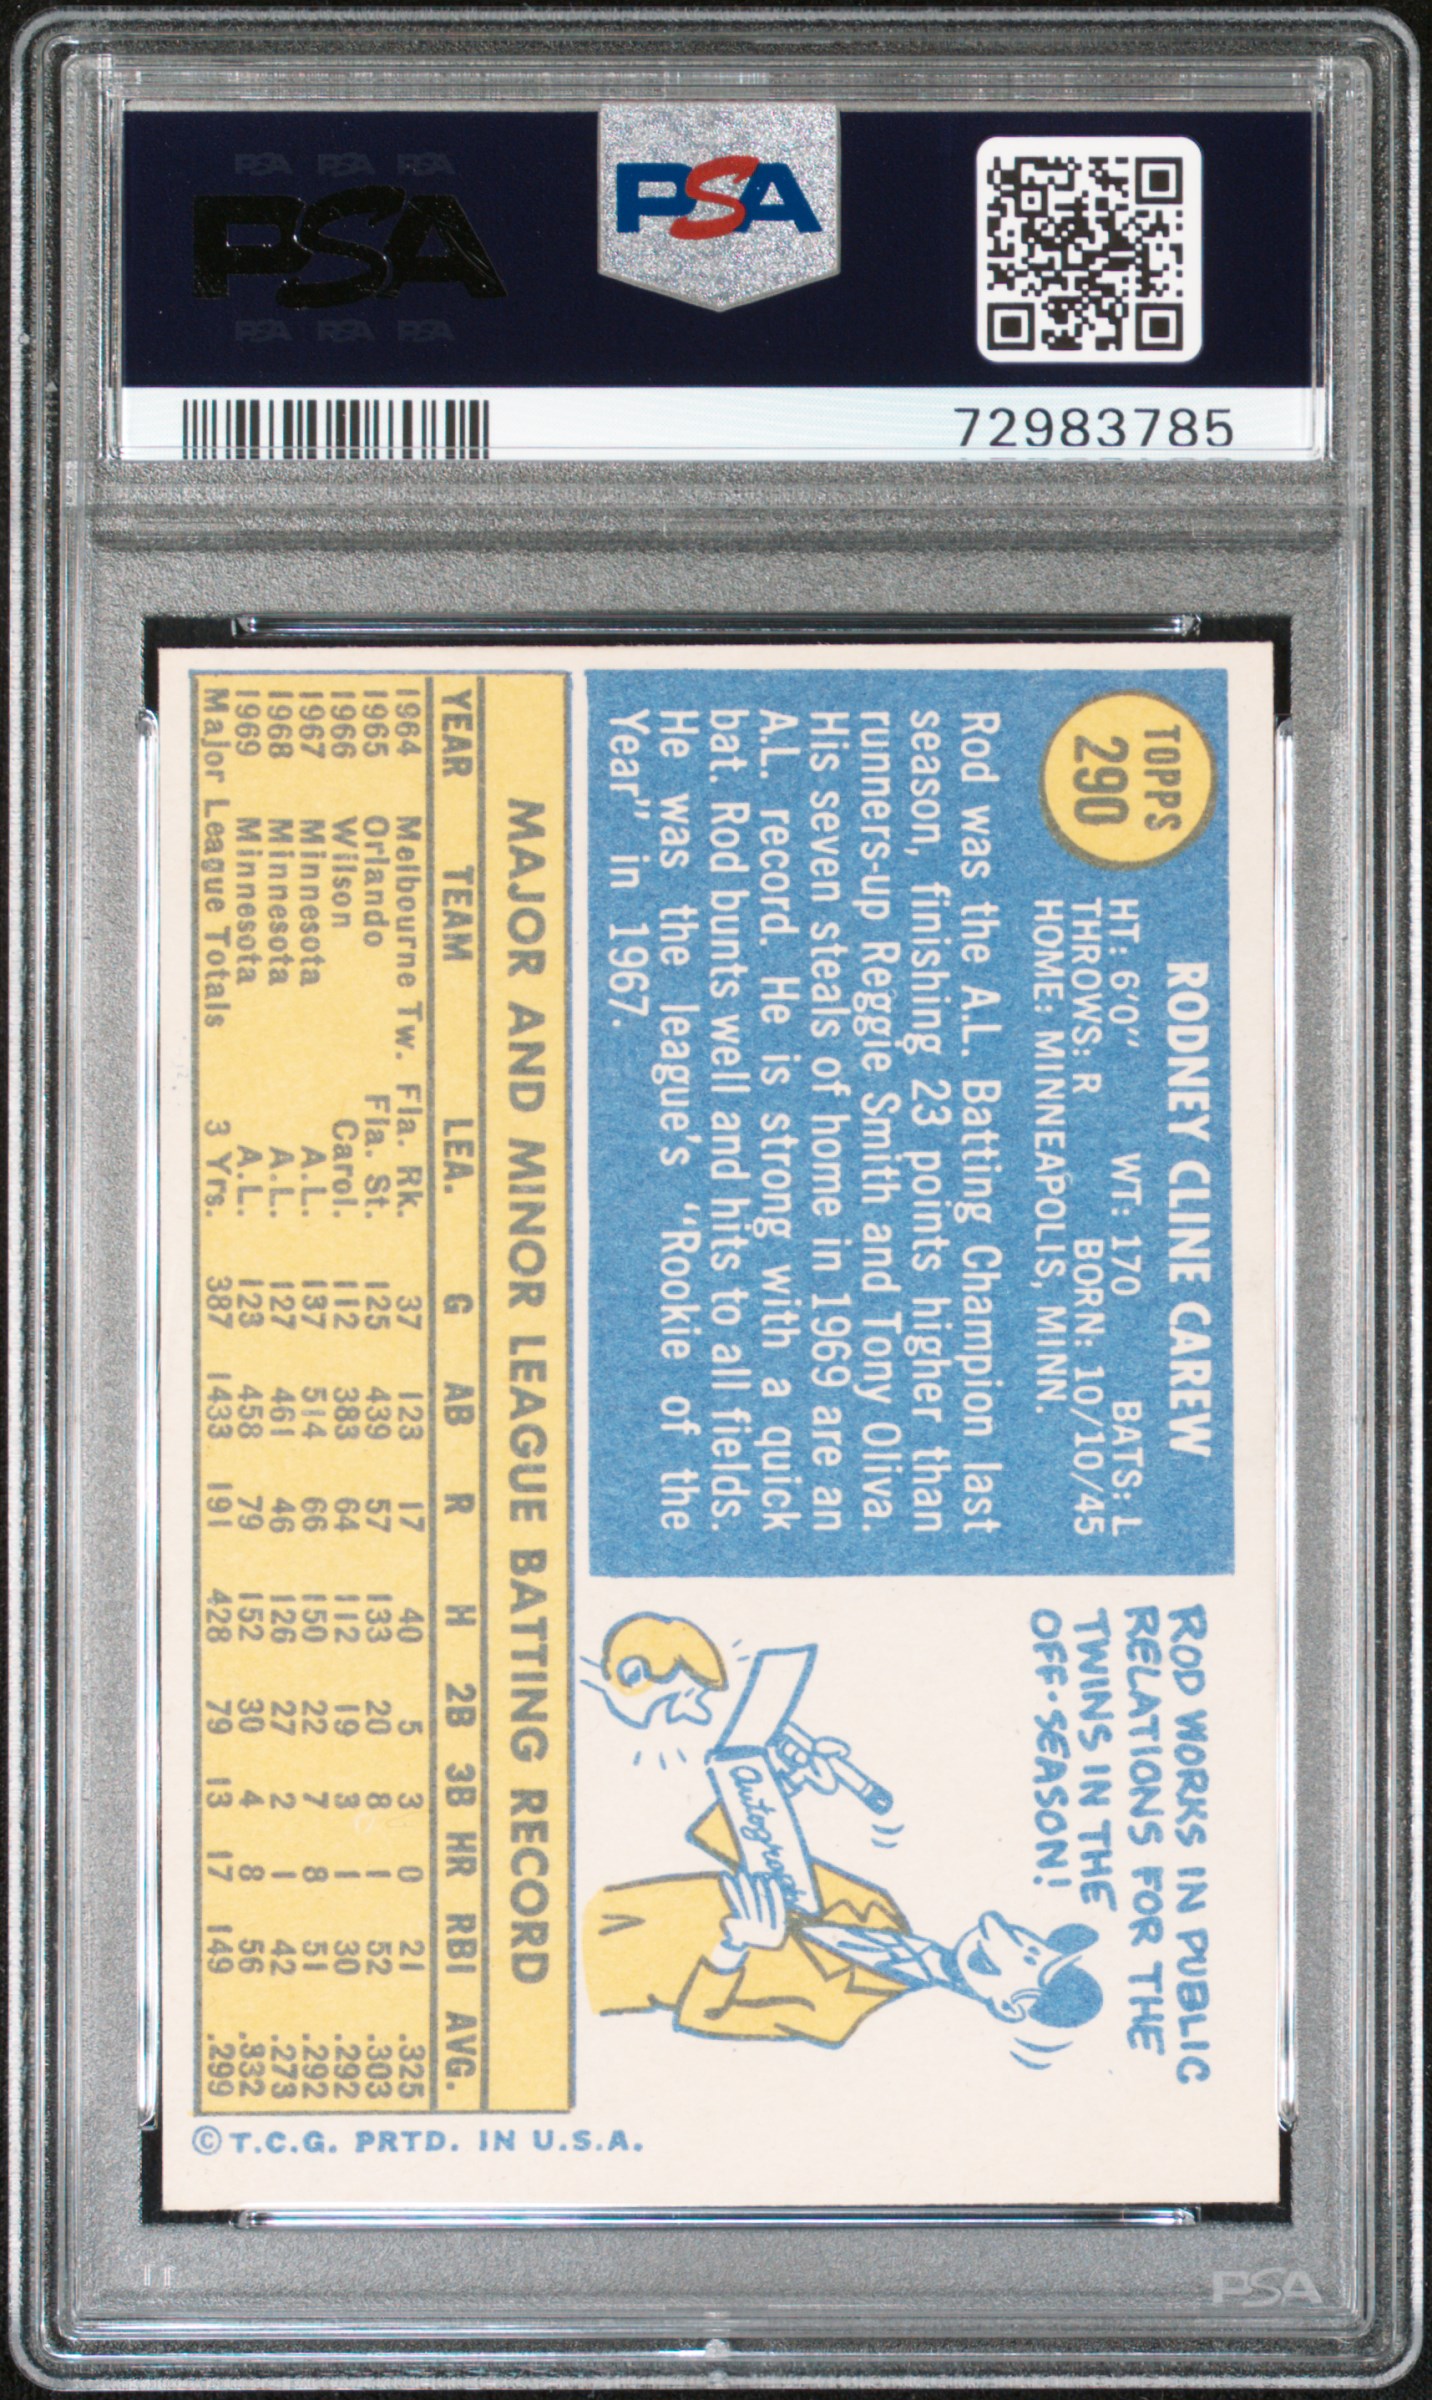 PSA PSA PSA
PSA
PSA PSA PSA
PSA
72983785
TOPPS
290
RODNEY CLINE CAREW
HT: 6'0" WT: 170 BATS: L
THROWS: R BORN: 10/10/45
HOME: MINNEAPOLIS, MINN.
Rod was the A.L. Batting Champion last
season, finishing 23 points higher than
runners-up Reggie Smith and Tony Oliva.
His seven steals of home in 1969 are an
A.L. record. He is strong with a quick
bat. Rod bunts well and hits to all fields.
He was the league's "Rookie of the
Year" in 1967.
ROD WORKS IN PUBLIC
RELATIONS FOR THE
TWINS IN THE
OFF-SEASON!
Autographs
MAJOR AND MINOR LEAGUE BATTING RECORD
YEAR TEAM LEA. G AB R H 2B 3B HR RBI AVG.
1964 Melbourne Tw. Fla. Rk. 37 123 17 40 5 3 0 21 .325
1965 Orlando Fla. St. 125 439 57 133 20 8 1 52 .303
1966 Wilson Carol. 112 383 64 112 19 3 1 30 .292
1967 Minnesota A.L. 137 514 66 150 22 7 8 51 .292
1968 Minnesota A.L. 127 461 46 126 27 2 1 42 .273
1969 Minnesota A.L. 123 458 79 152 30 4 8 56 .332
Major League Totals 3 Yrs. 387 1433 191 428 79 13 17 149 .299
© T.C.G. PRTD. IN U.S.A.
PSA